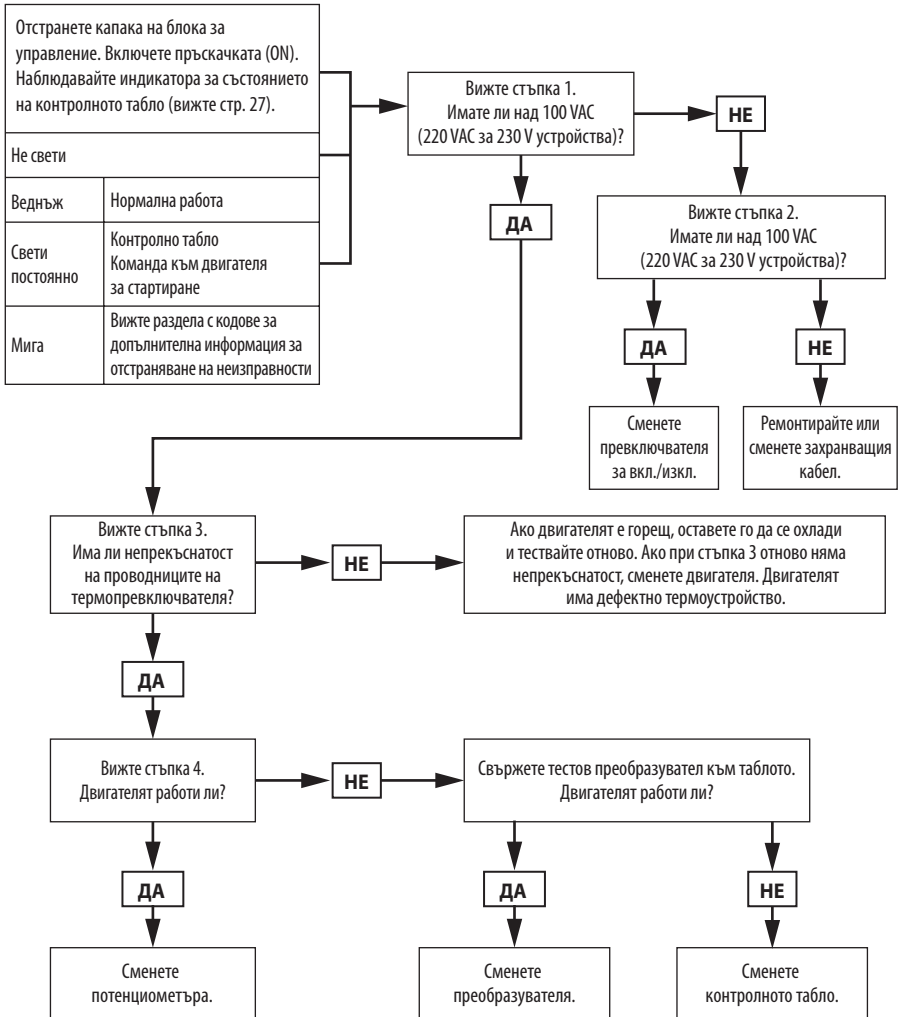 Отстранете капака на блока за
управление. Включете пръскачката (ON).
Наблюдавайте индикатора за състоянието
на контролното табло (вижте стр. 27).
Не свети
Веднъж
Нормална работа
Свети
постоянно
Контролно табло
Команда към двигателя
за стартиране
Мига
Вижте раздела с кодове за
допълнителна информация за
отстраняване на неизправности
Вижте стъпка 1.
Имате ли над 100 VAC
(220 VAC за 230 V устройства)?
НЕ
ДА
Вижте стъпка 2.
Имате ли над 100 VAC
(220 VAC за 230 V устройства)?
ДА
НЕ
Сменете
превключвателя
за вкл./изкл.
Ремонтирайте или
сменете захранващия
кабел.
Вижте стъпка 3.
Има ли непрекъснатост
на проводниците на
термопревключвателя?
НЕ
Ако двигателят е горещ, оставете го да се охлади
и тествайте отново. Ако при стъпка 3 отново няма
непрекъснатост, сменете двигателя. Двигателят
има дефектно термоустройство.
ДА
Вижте стъпка 4.
Двигателят работи ли?
НЕ
Свържете тестов преобразувател към таблото.
Двигателят работи ли?
ДА
ДА
НЕ
Сменете
потенциометъра.
Сменете
преобразувателя.
Сменете
контролното табло.